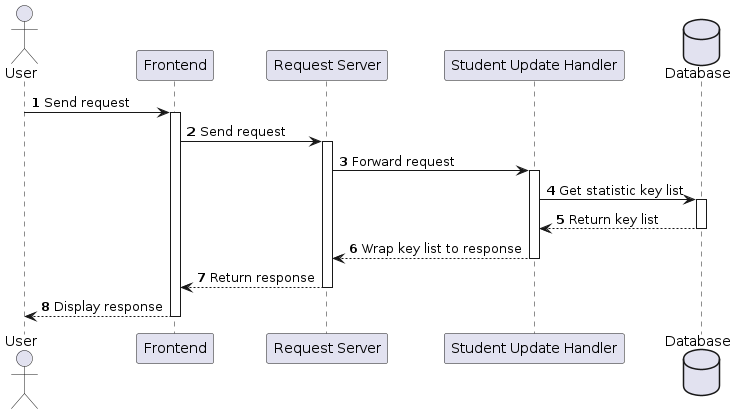 User
Frontend
Request Server
Student Update Handler
Database
1 Send request
2 Send request
3 Forward request
4 Get statistic key list
5 Return key list
6 Wrap key list to response
7 Return response
8 Display response
User
Frontend
Request Server
Student Update Handler
Database